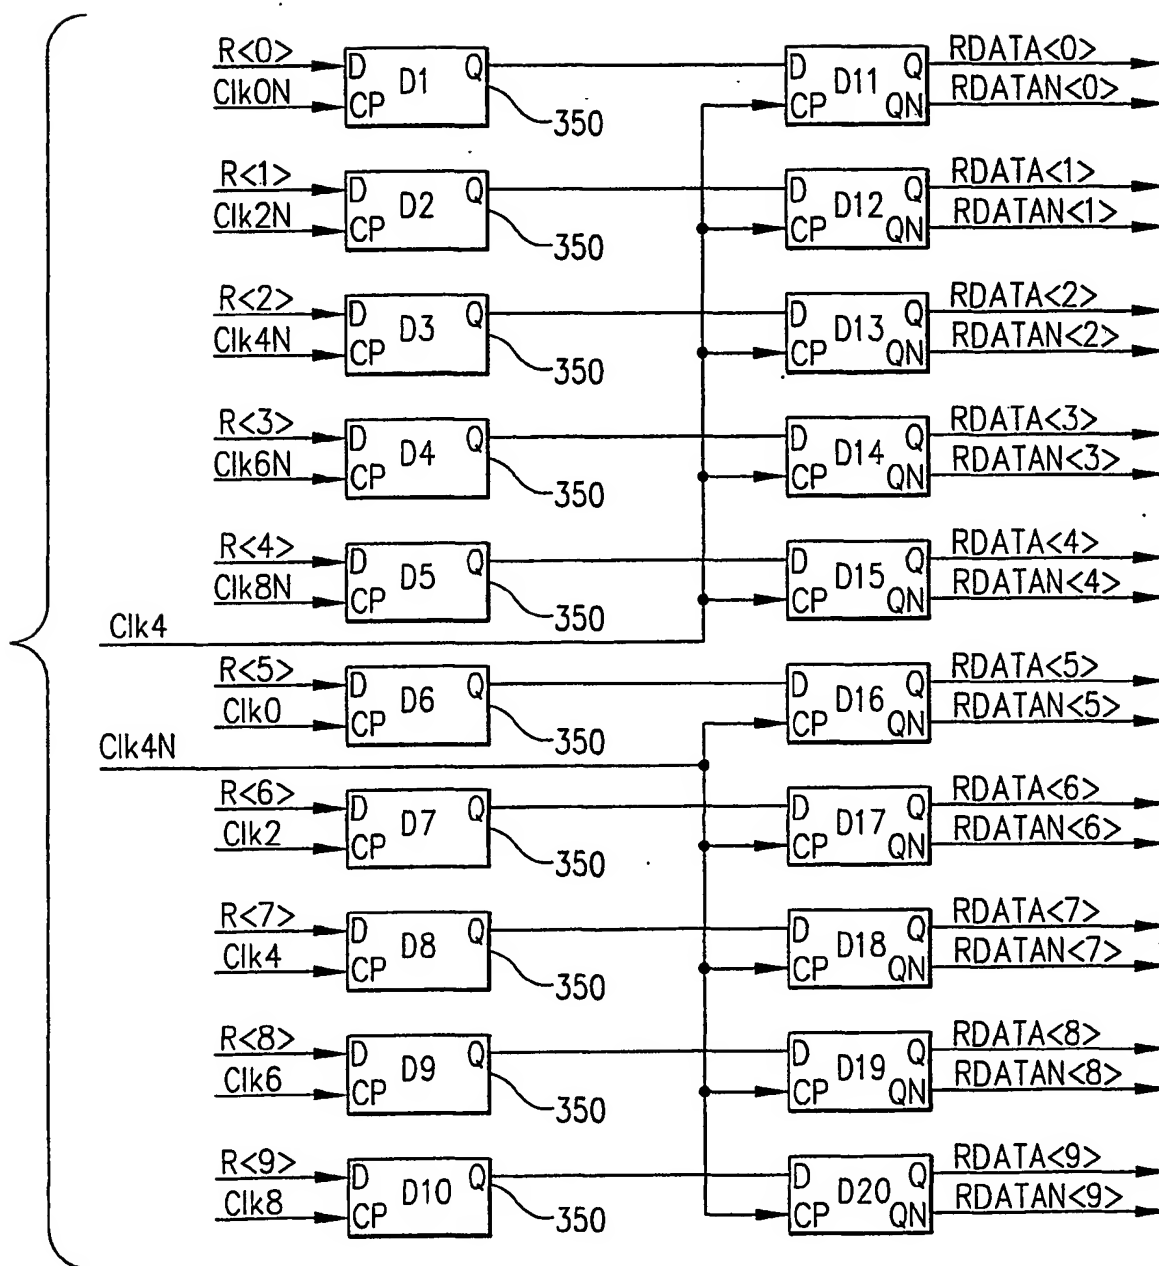 R<0> D D1 Q D D11 Q RDATA<0>
Clk0N CP 350 CP QN RDATAN<0>
R<1> D D2 Q D D12 Q RDATA<1>
Clk2N CP 350 CP QN RDATAN<1>
R<2> D D3 Q D D13 Q RDATA<2>
Clk4N CP 350 CP QN RDATAN<2>
R<3> D D4 Q D D14 Q RDATA<3>
Clk6N CP 350 CP QN RDATAN<3>
R<4> D D5 Q D D15 Q RDATA<4>
Clk8N CP 350 CP QN RDATAN<4>
Clk4
R<5> D D6 Q D D16 Q RDATA<5>
Clk0 CP 350 CP QN RDATAN<5>
Clk4N
R<6> D D7 Q D D17 Q RDATA<6>
Clk2 CP 350 CP QN RDATAN<6>
R<7> D D8 Q D D18 Q RDATA<7>
Clk4 CP 350 CP QN RDATAN<7>
R<8> D D9 Q D D19 Q RDATA<8>
Clk6 CP 350 CP QN RDATAN<8>
R<9> D D10 Q D D20 Q RDATA<9>
Clk8 CP 350 CP QN RDATAN<9>